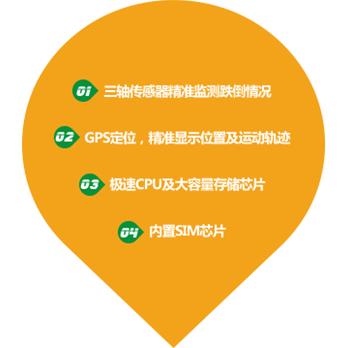 01 三轴传感器精准监测跌倒情况
02 GPS定位，精准显示位置及运动轨迹
03 极速CPU及大容量存储芯片
04 内置SIM芯片